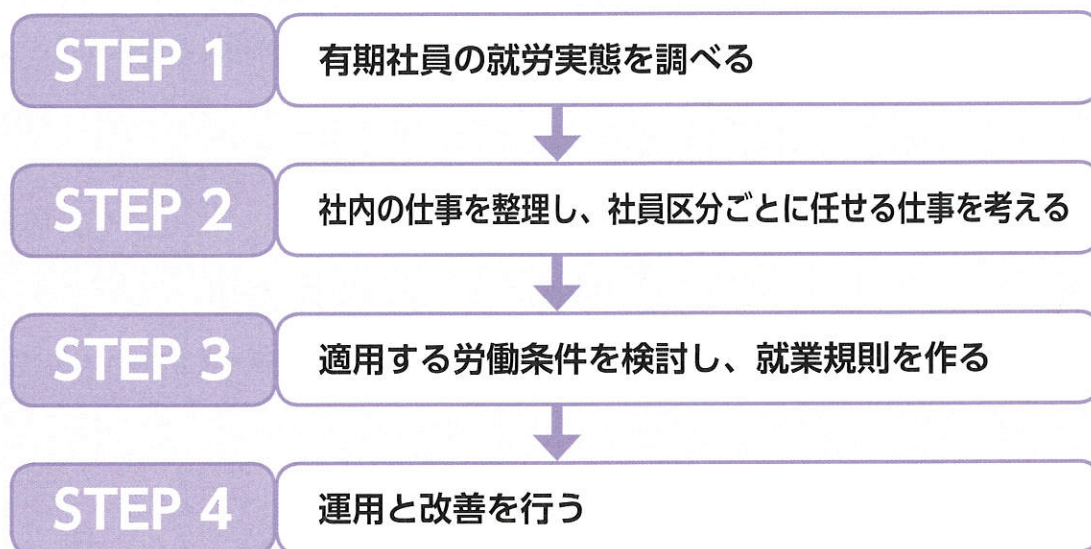 STEP 1
有期社員の就労実態を調べる
STEP 2
社内の仕事を整理し、社員区分ごとに任せる仕事を考える
STEP 3
適用する労働条件を検討し、就業規則を作る
STEP 4
運用と改善を行う